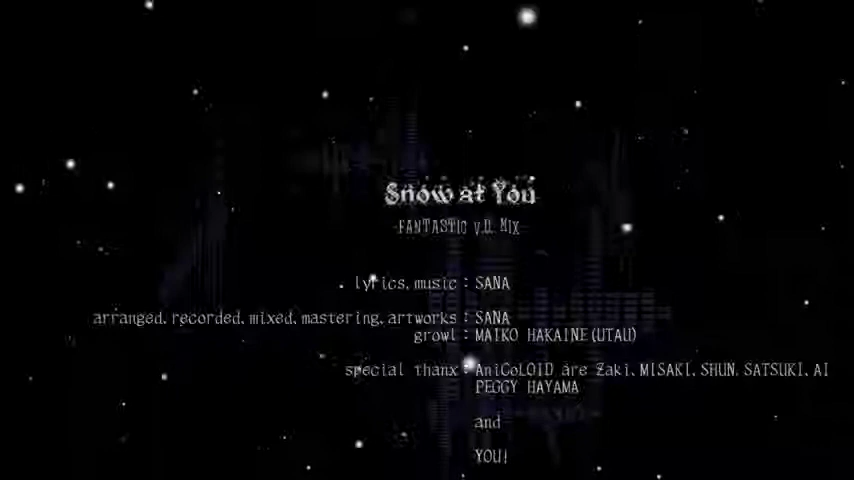 Snow at You
-FANTASTIC V.U. MIX-
lyrics, music : SANA
arranged, recorded, mixed, mastering, artworks : SANA
growl : MAIKO HAKAINE(UTAU)
special thanx : AniCoLOID are Zaki, MISAKI, SHUN, SATSUKI, AI
PEGGY HAYAMA
and
YOU!